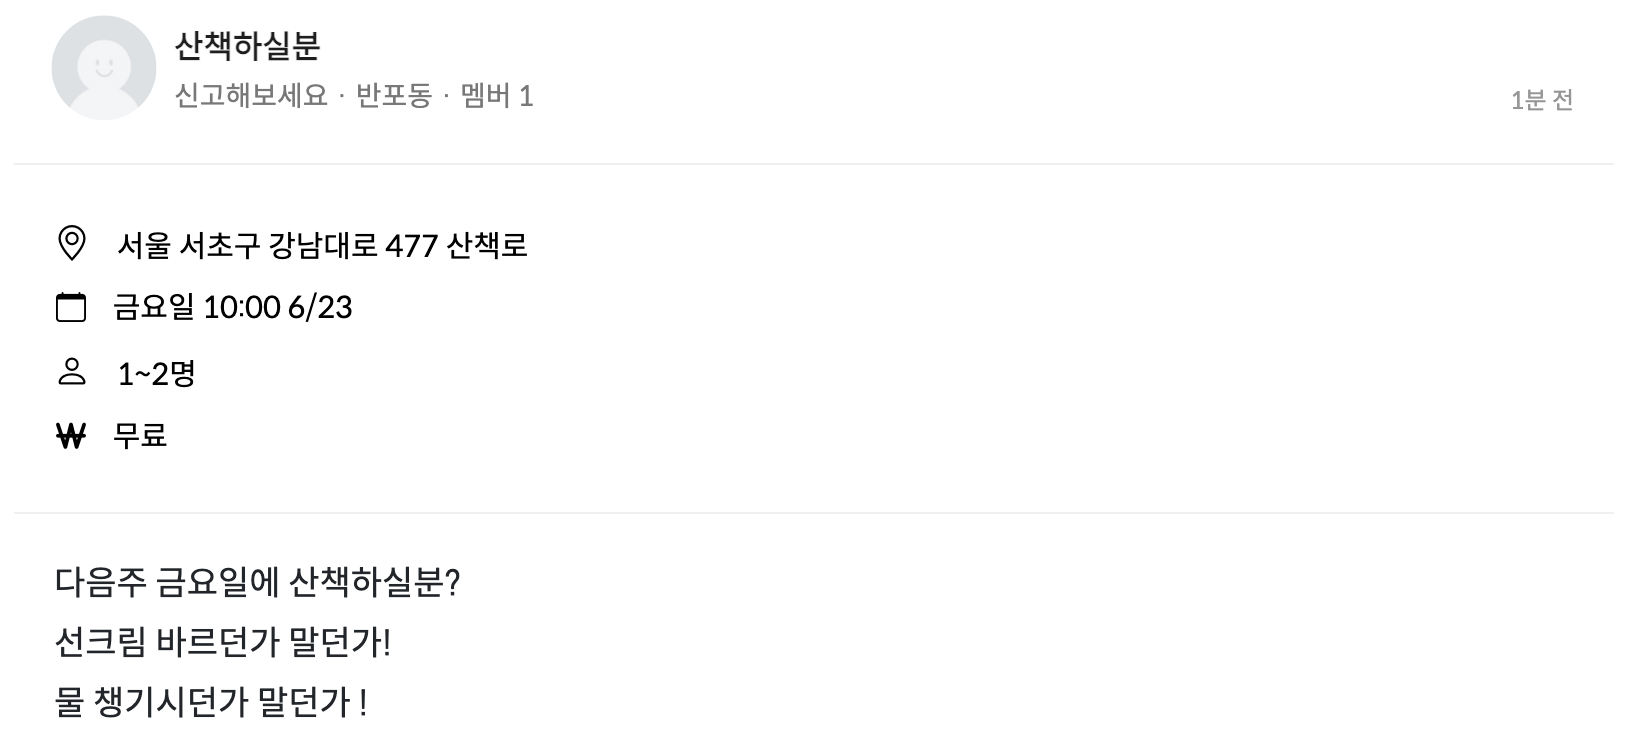 산책하실분
신고해보세요 · 반포동 · 멤버 1
1분 전
서울 서초구 강남대로 477 산책로
금요일 10:00 6/23
1~2명
₩ 무료
다음주 금요일에 산책하실분?
선크림 바르던가 말던가!
물 챙기시던가 말던가 !